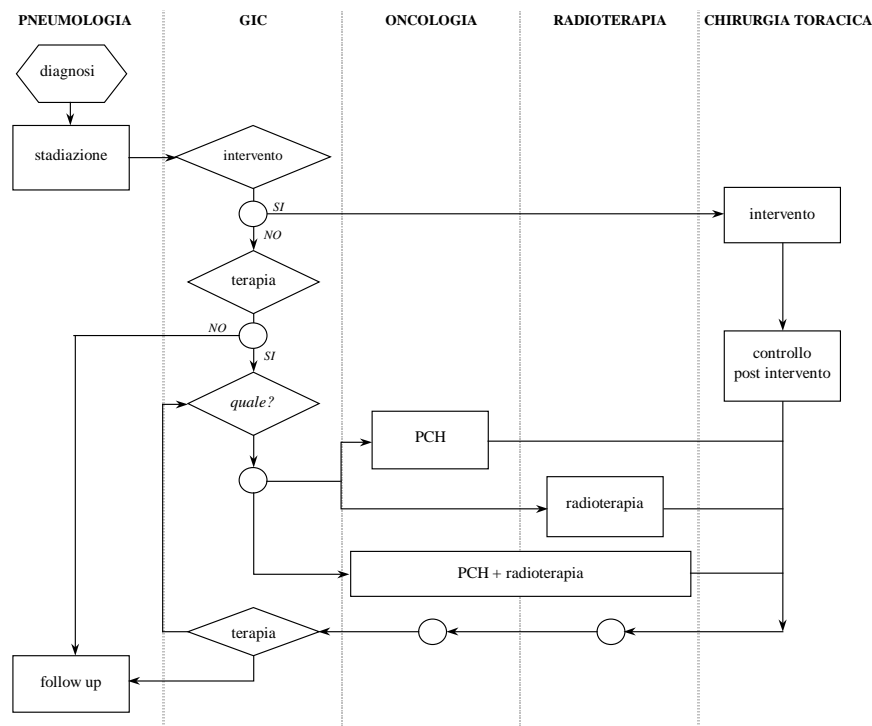 PNEUMOLOGIA GIC ONCOLOGIA RADIOTERAPIA CHIRURGIA TORACICA
diagnosi
stadiazione
intervento
SI
intervento
NO
terapia
NO
SI
controllo
post intervento
quale?
PCH
radioterapia
PCH + radioterapia
terapia
follow up